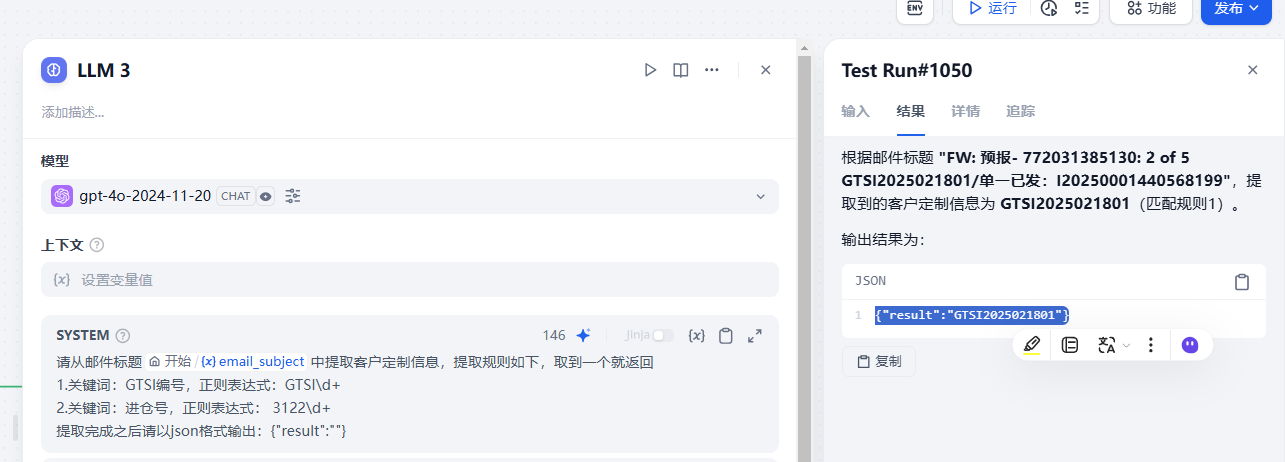 ENV
运行
功能
发布
LLM 3
添加描述...
模型
gpt-4o-2024-11-20 CHAT
上下文
{x} 设置变量值
SYSTEM
146
Jinja
{x}
请从邮件标题 开始 / {x} email_subject 中提取客户定制信息，提取规则如下，取到一个就返回
1.关键词：GTSI编号，正则表达式：GTSI\d+
2.关键词：进仓号，正则表达式： 3122\d+
提取完成之后请以json格式输出：{"result":""}
Test Run#1050
输入 结果 详情 追踪
根据邮件标题 "FW: 预报- 772031385130: 2 of 5
GTSI2025021801/单一已发：I20250001440568199"，提
取到的客户定制信息为 GTSI2025021801（匹配规则1）。
输出结果为：
JSON
1 {"result":"GTSI2025021801"}
复制